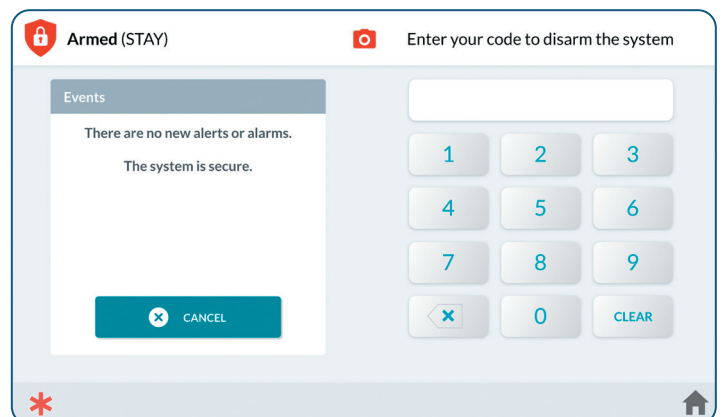 Armed (STAY)
Enter your code to disarm the system
Events
There are no new alerts or alarms.
The system is secure.
CANCEL
1 2 3
4 5 6
7 8 9
0 CLEAR